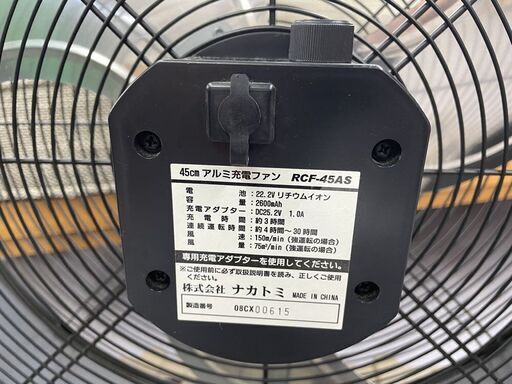 45cm アルミ充電ファン RCF-45AS
電池：22.2V リチウムイオン
容量：2600mAh
充電アダプター：DC25.2V 1.0A
充電時間：約3時間
連続運転時間：約4時間〜30時間
風速：150m/min（強運転の場合）
風量：75m³/min（強運転の場合）
専用充電アダプターを使用してください。
※ご使用前に必ず取扱説明書を読み、正しくご使用ください。
株式会社 ナカトミ MADE IN CHINA
製造番号 08CX00615